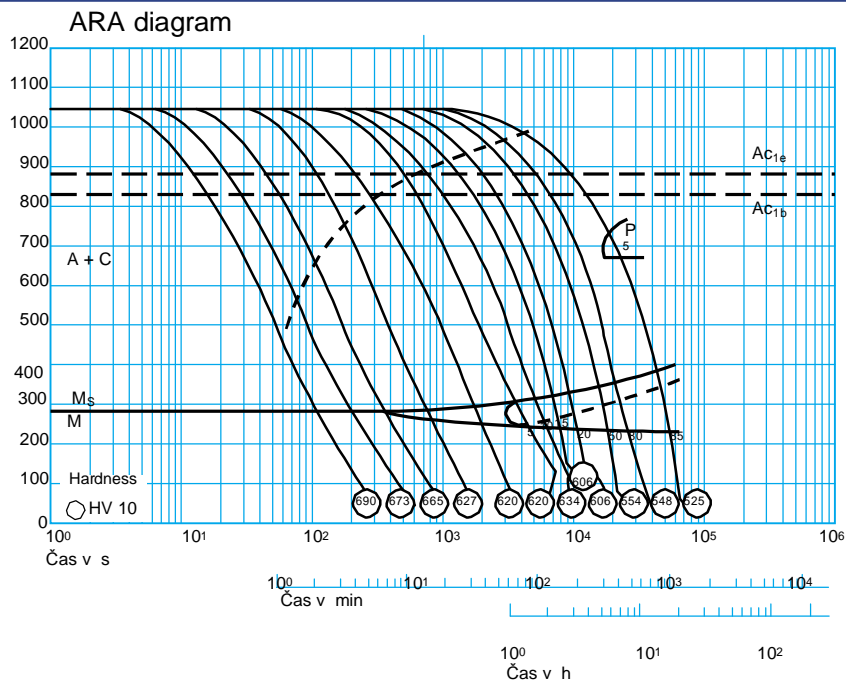 ARA diagram
1200
1100
1000
900
800
700
600
500
400
300
200
100
0
Ac1e
Ac1b
P
5
A + C
Ms
M
5
15
20
50
80
85
Hardness
HV 10
690
673
665
627
620
620
634
606
606
554
548
525
10⁰ 10¹ 10² 10³ 10⁴ 10⁵ 10⁶
Čas v s
10⁰ 10¹ 10² 10³ 10⁴
Čas v min
10⁰ 10¹ 10²
Čas v h